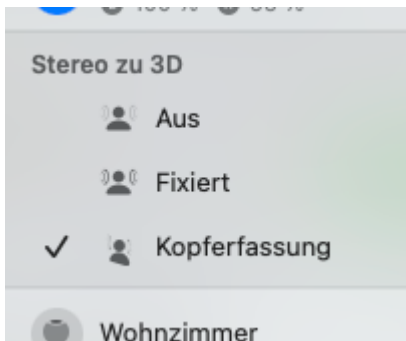 Stereo zu 3D
Aus
Fixiert
Kopferfassung
Wohnzimmer